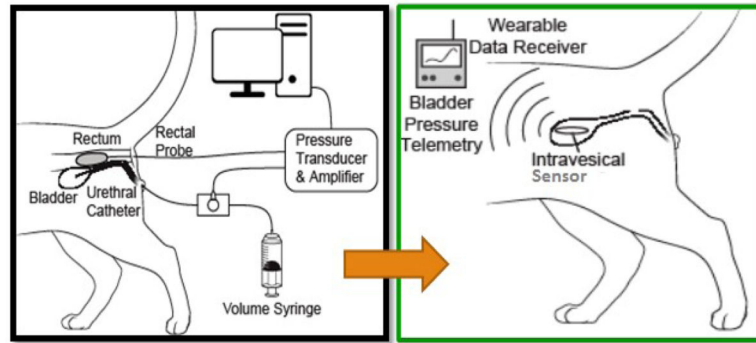 Rectum
Rectal
Probe
Bladder
Urethral
Catheter
Pressure
Transducer
& Amplifier
Volume Syringe
Wearable
Data Receiver
Bladder
Pressure
Telemetry
Intravesical
Sensor